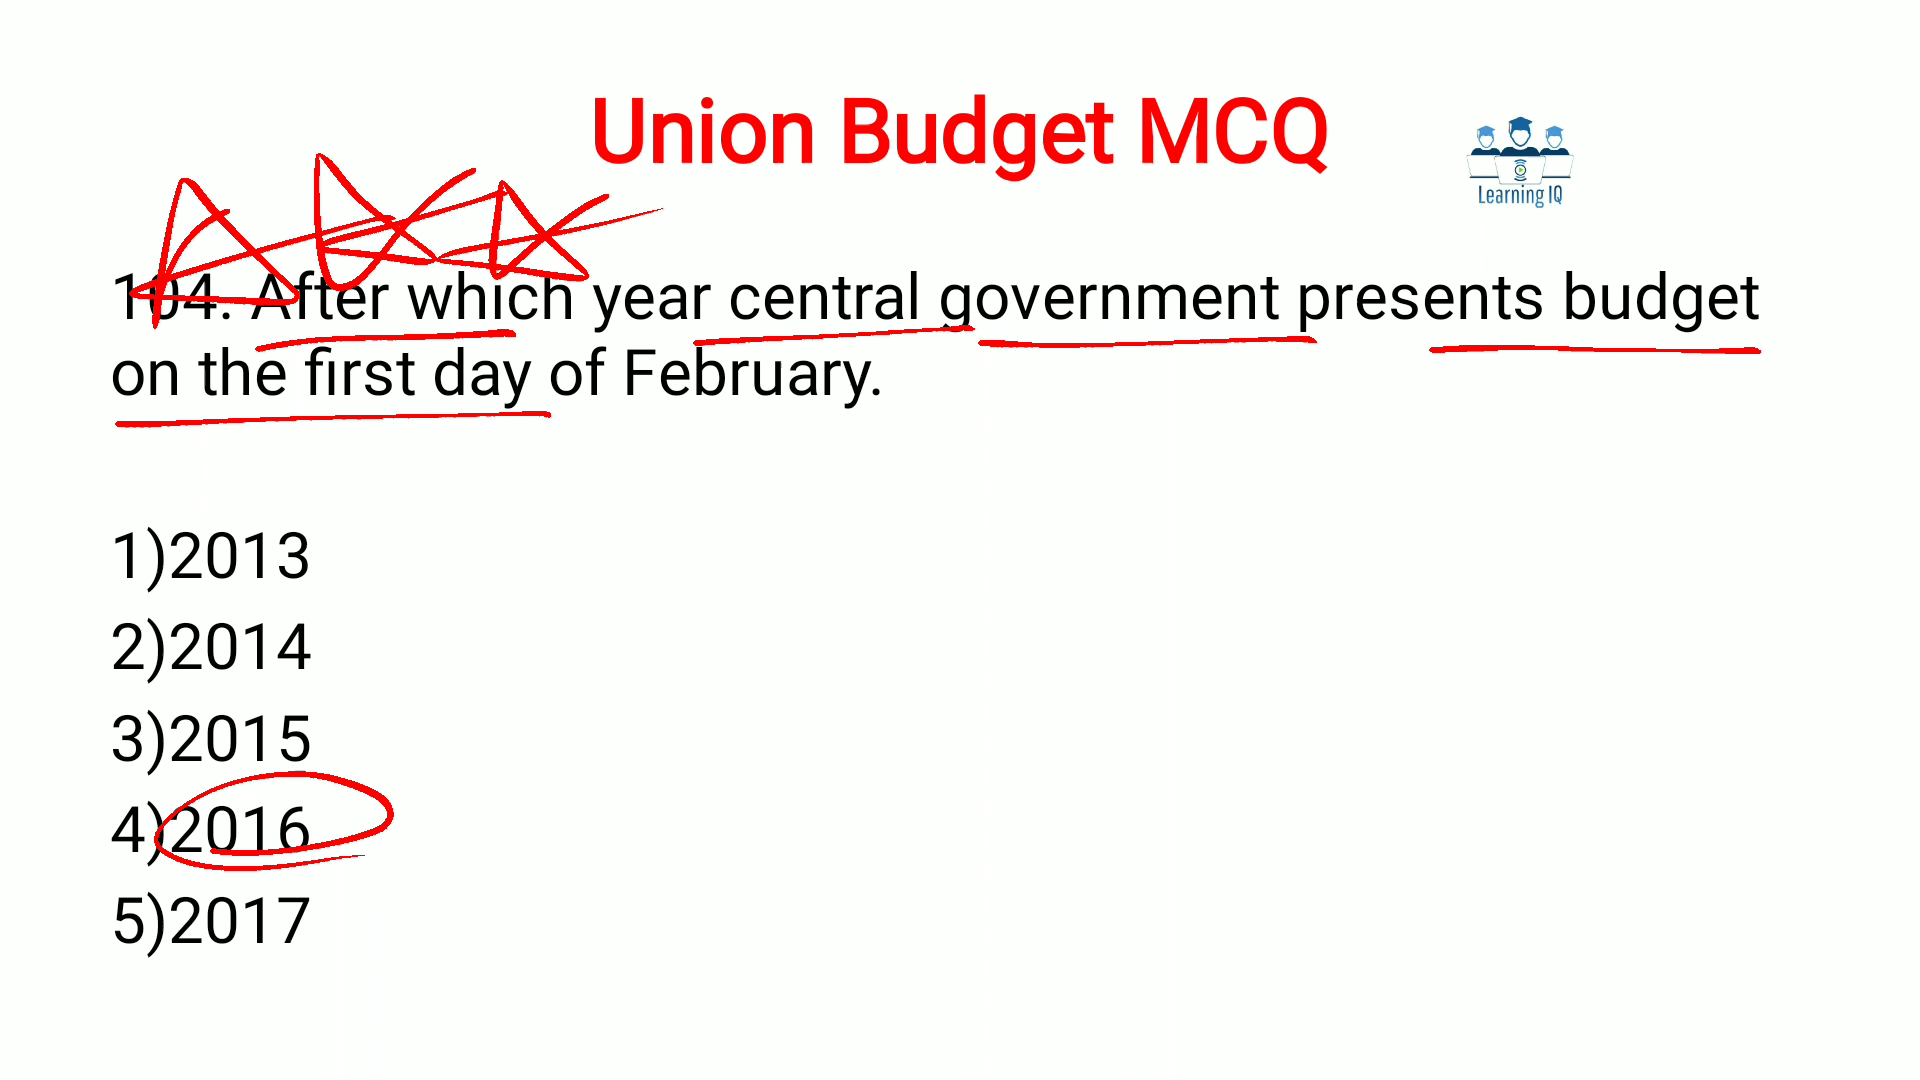 Union Budget MCQ
Learning IQ
104. After which year central government presents budget
on the first day of February.
1)2013
2)2014
3)2015
4)2016
5)2017